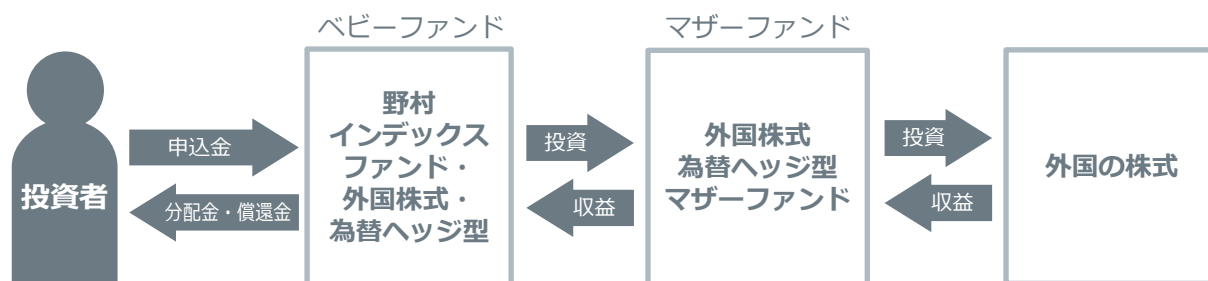 ベビーファンド
マザーファンド
投資者
申込金
分配金・償還金
野村
インデックス
ファンド・
外国株式・
為替ヘッジ型
投資
収益
外国株式
為替ヘッジ型
マザーファンド
投資
収益
外国の株式